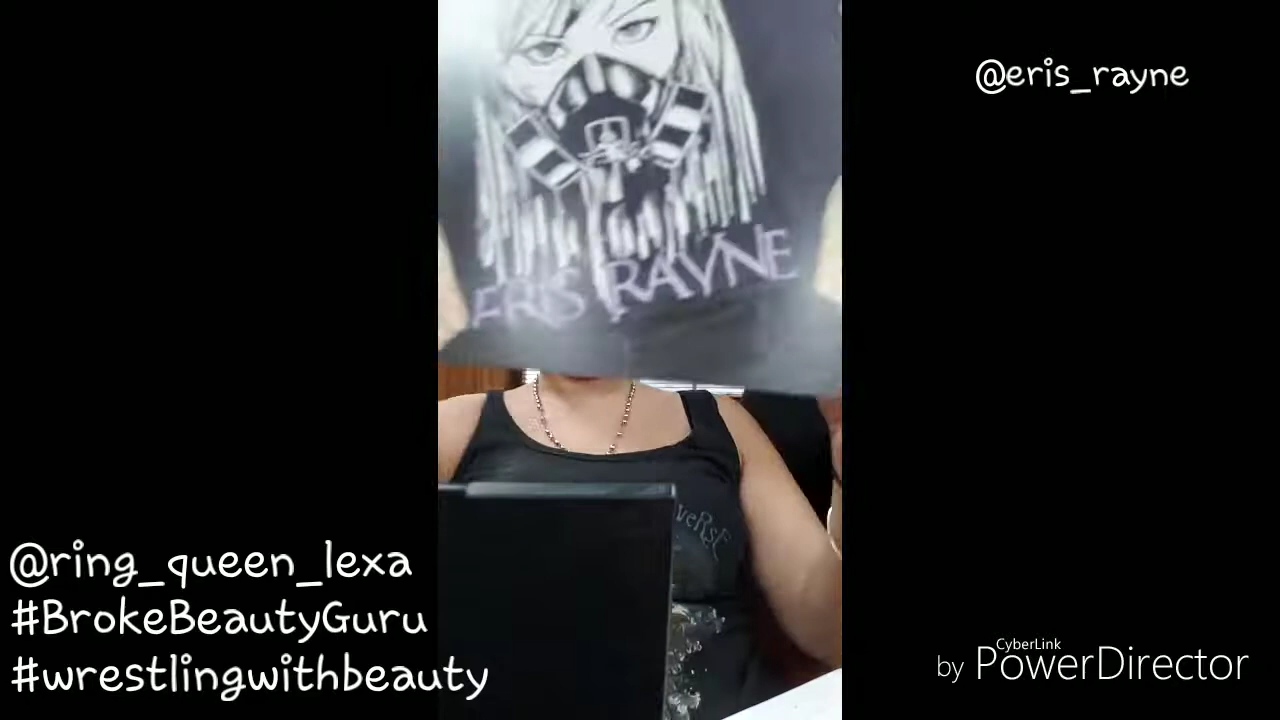 @eris_rayne
ERIS RAYNE
@ring_queen_lexa
#BrokeBeautyGuru
#wrestlingwithbeauty
CyberLink
by PowerDirector